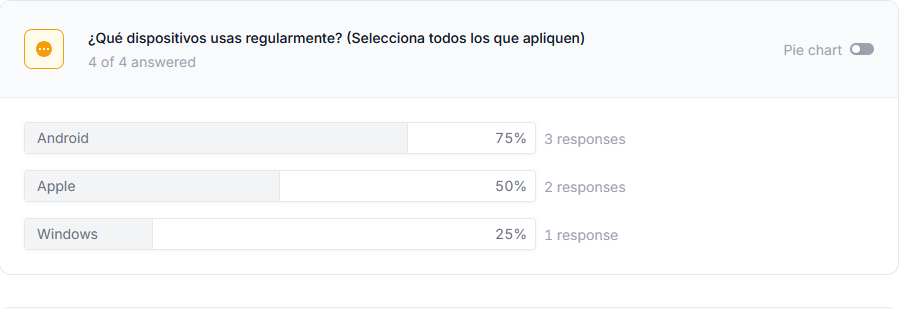 ¿Qué dispositivos usas regularmente? (Selecciona todos los que apliquen)
4 of 4 answered
Pie chart
Android 75% 3 responses
Apple 50% 2 responses
Windows 25% 1 response